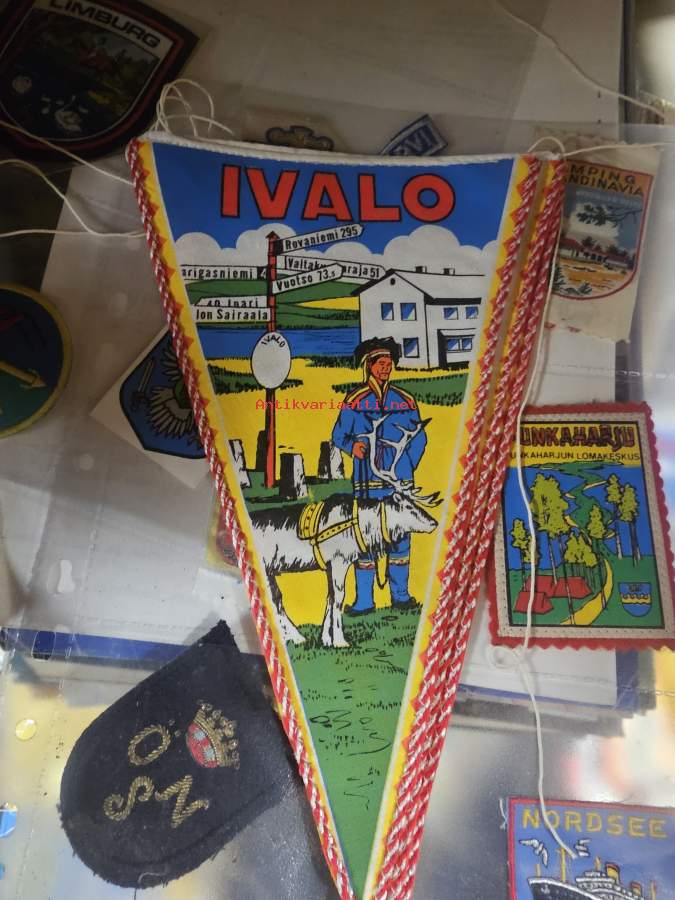 LIMBURG
IVALO
Rovaniemi 295
Vuotso 73.5
arigasniemi 4
raja 51
40 Inari
lon Sairaala
IVALO
Antikvariaatti.net
MPING
NDINAVIA
UNKAHARJU
UNKAHARJUN LOMAKESKUS
NORDSEE